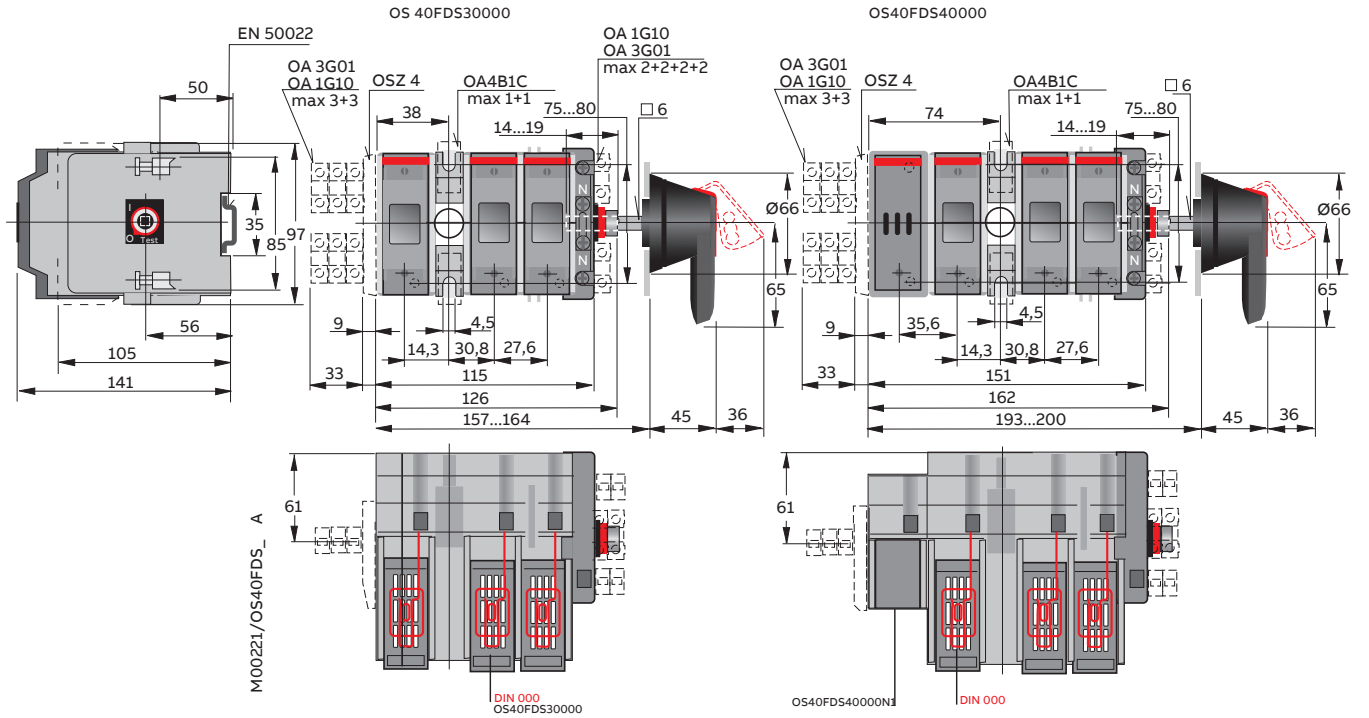 OS 40FDS30000
OS40FDS40000
EN 50022
50
35
85
97
I
O
Test
56
105
141
OA 3G01
OA 1G10
max 3+3
OSZ 4
OA4B1C
max 1+1
OA 1G10
OA 3G01
max 2+2+2+2
38
75...80
14...19
□ 6
N
N
Ø66
65
9
4,5
14,3
30,8
27,6
33
115
126
157...164
45
36
OA 3G01
OA 1G10
max 3+3
OSZ 4
OA4B1C
max 1+1
□ 6
74
75...80
14...19
N
N
Ø66
65
9
35,6
4,5
14,3
30,8
27,6
33
151
162
193...200
45
36
M00221/OS40FDS_ A
61
DIN 000
OS40FDS30000
61
OS40FDS40000N1
DIN 000